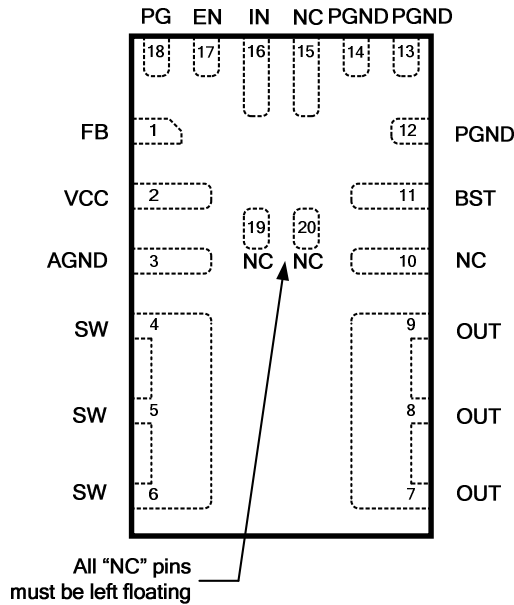 PG EN IN NC PGND PGND
18 17 16 15 14 13
FB 1 12 PGND
VCC 2 11 BST
19 20
AGND 3 NC NC 10 NC
SW 4 9 OUT
SW 5 8 OUT
SW 6 7 OUT
All “NC” pins
must be left floating